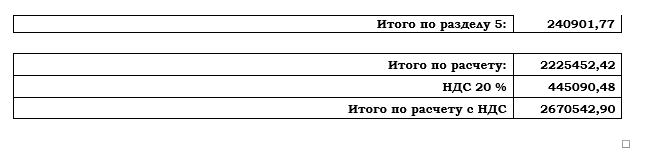 Итого по разделу 5: 240901,77
Итого по расчету: 2225452,42
НДС 20 % 445090,48
Итого по расчету с НДС 2670542,90